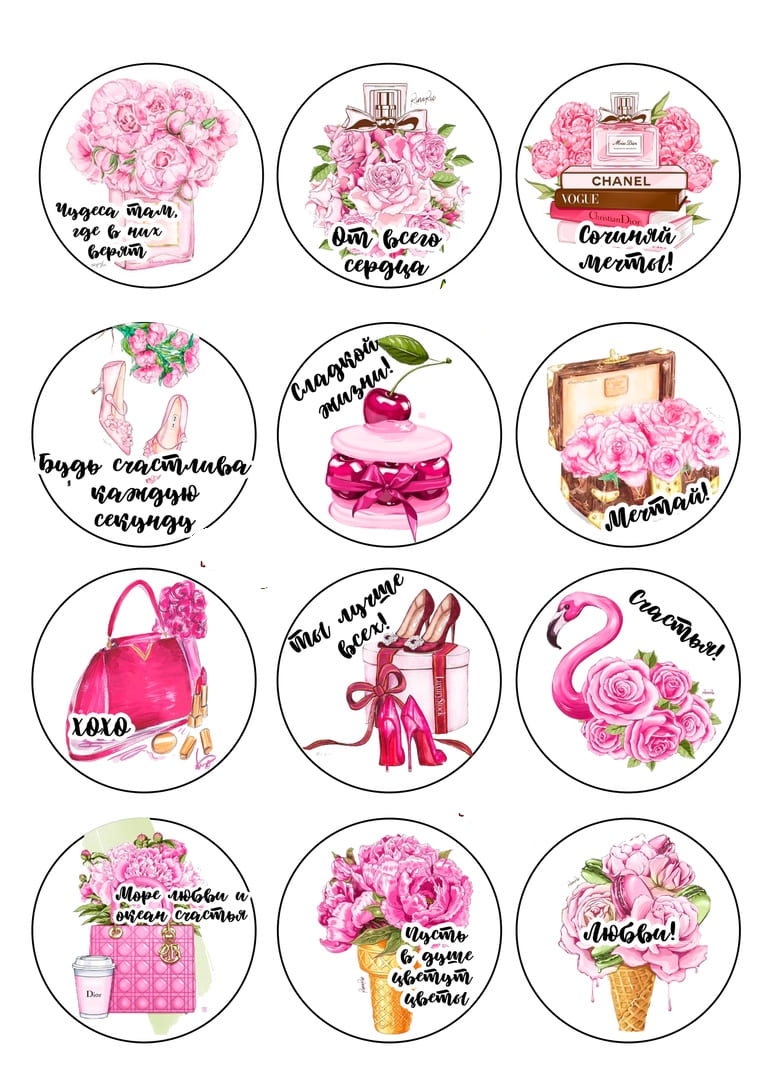 Чудеса там,
где в них
верят
От всего
сердца
Miss Dior
CHANEL
VOGUE
Christian Dior
Сочиняй
мечты!
Будь счастлива
каждую
секунду
Сладкой
жизни!
Мечтай!
ХОХО
Ты лучше
всех!
Счастья!
Море любви и
океан счастья
Dior
Пусть
в душе
цветут
цветы
Любви!